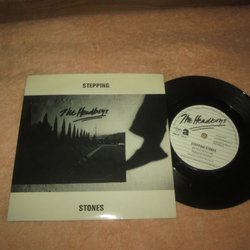 STEPPING
The Headboys
STONES
The Headboys
STEPPING STONES